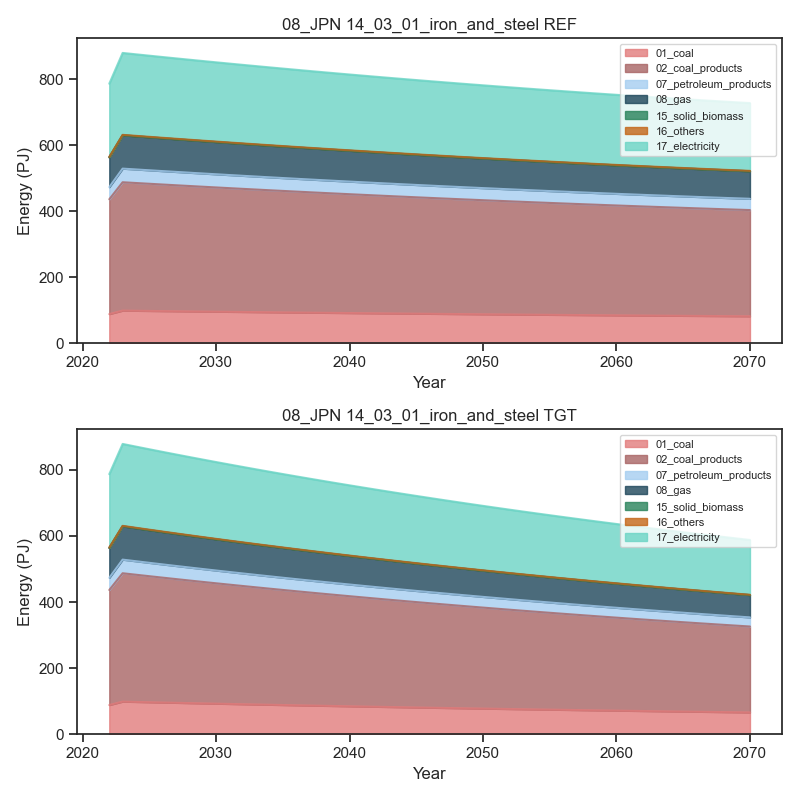 08_JPN 14_03_01_iron_and_steel REF
01_coal
02_coal_products
07_petroleum_products
08_gas
15_solid_biomass
16_others
17_electricity
Energy (PJ)
800
600
400
200
0
2020 2030 2040 2050 2060 2070
Year
08_JPN 14_03_01_iron_and_steel TGT
01_coal
02_coal_products
07_petroleum_products
08_gas
15_solid_biomass
16_others
17_electricity
Energy (PJ)
800
600
400
200
0
2020 2030 2040 2050 2060 2070
Year